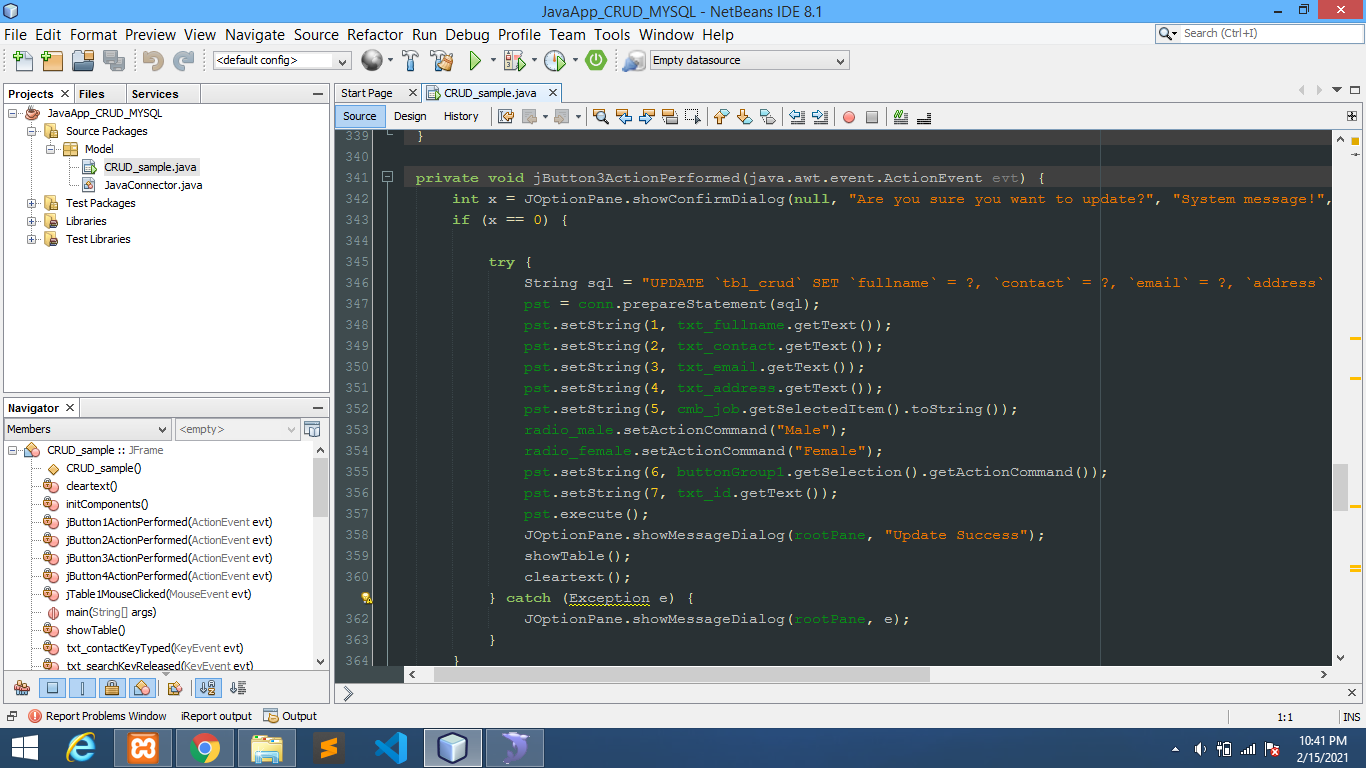 JavaApp_CRUD_MYSQL - NetBeans IDE 8.1
File Edit Format Preview View Navigate Source Refactor Run Debug Profile Team Tools Window Help
Search (Ctrl+I)
<default config>
Empty datasource
Projects Files Services
JavaApp_CRUD_MYSQL
Source Packages
Model
CRUD_sample.java
JavaConnector.java
Test Packages
Libraries
Test Libraries
Navigator
Members <empty>
CRUD_sample :: JFrame
CRUD_sample()
cleartext()
initComponents()
jButton1ActionPerformed(ActionEvent evt)
jButton2ActionPerformed(ActionEvent evt)
jButton3ActionPerformed(ActionEvent evt)
jButton4ActionPerformed(ActionEvent evt)
jTable1MouseClicked(MouseEvent evt)
main(String[] args)
showTable()
txt_contactKeyTyped(KeyEvent evt)
txt_searchKeyReleased(KeyEvent evt)
Start Page CRUD_sample.java
Source Design History
339 }
340
341 private void jButton3ActionPerformed(java.awt.event.ActionEvent evt) {
342 int x = JOptionPane.showConfirmDialog(null, "Are you sure you want to update?", "System message!",
343 if (x == 0) {
344
345 try {
346 String sql = "UPDATE `tbl_crud` SET `fullname` = ?, `contact` = ?, `email` = ?, `address`
347 pst = conn.prepareStatement(sql);
348 pst.setString(1, txt_fullname.getText());
349 pst.setString(2, txt_contact.getText());
350 pst.setString(3, txt_email.getText());
351 pst.setString(4, txt_address.getText());
352 pst.setString(5, cmb_job.getSelectedItem().toString());
353 radio_male.setActionCommand("Male");
354 radio_female.setActionCommand("Female");
355 pst.setString(6, buttonGroup1.getSelection().getActionCommand());
356 pst.setString(7, txt_id.getText());
357 pst.execute();
358 JOptionPane.showMessageDialog(rootPane, "Update Success");
359 showTable();
360 cleartext();
} catch (Exception e) {
362 JOptionPane.showMessageDialog(rootPane, e);
363 }
364 }
Report Problems Window iReport output Output
1:1 INS
10:41 PM
2/15/2021